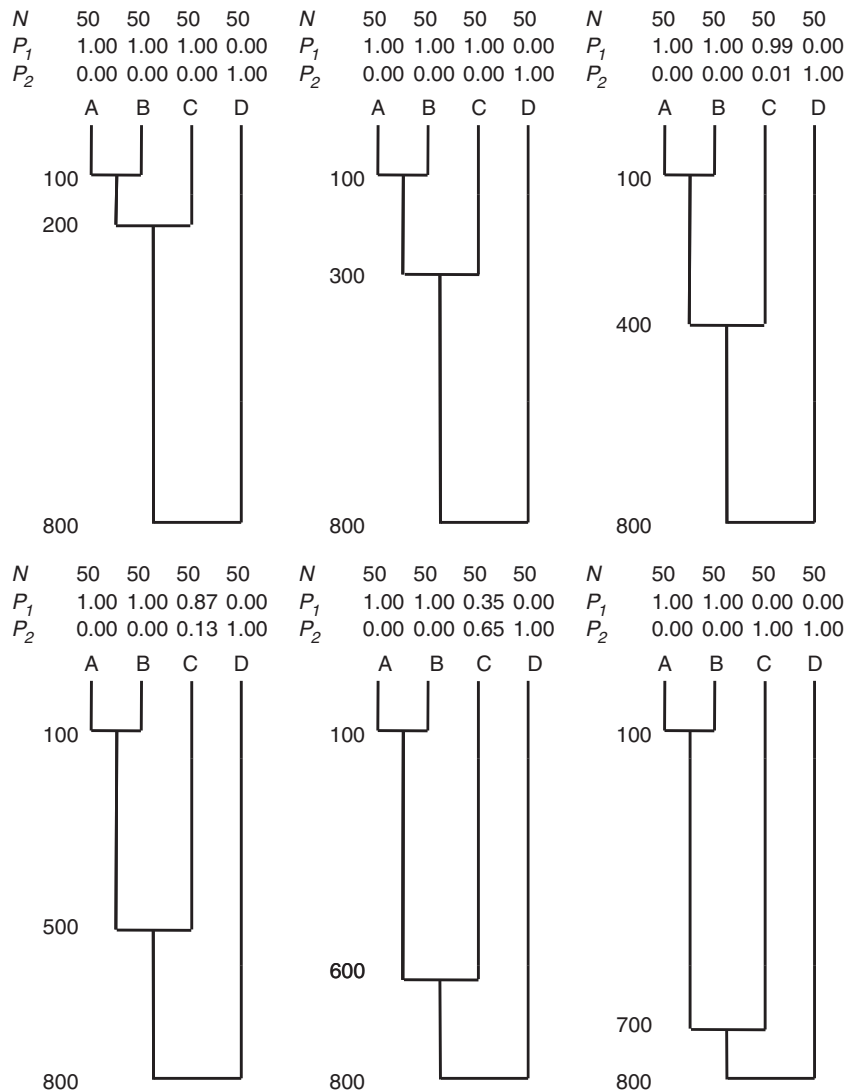 N 50 50 50 50
P1 1.00 1.00 1.00 0.00
P2 0.00 0.00 0.00 1.00
A B C D
100
200
800
N 50 50 50 50
P1 1.00 1.00 1.00 0.00
P2 0.00 0.00 0.00 1.00
A B C D
100
300
800
N 50 50 50 50
P1 1.00 1.00 0.99 0.00
P2 0.00 0.00 0.01 1.00
A B C D
100
400
800
N 50 50 50 50
P1 1.00 1.00 0.87 0.00
P2 0.00 0.00 0.13 1.00
A B C D
100
500
800
N 50 50 50 50
P1 1.00 1.00 0.35 0.00
P2 0.00 0.00 0.65 1.00
A B C D
100
600
800
N 50 50 50 50
P1 1.00 1.00 0.00 0.00
P2 0.00 0.00 1.00 1.00
A B C D
100
700
800